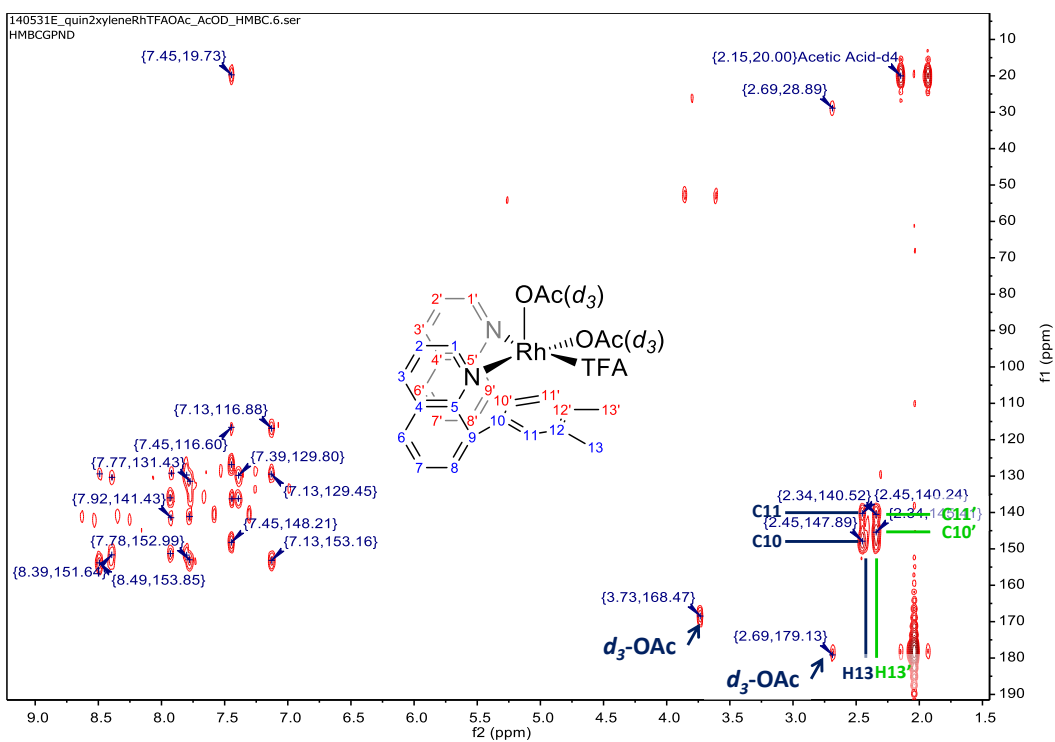 140531E_quin2xyleneRhTFAOAc_AcOD_HMBC.6.ser
HMBCGPND
{7.45,19.73}
{2.15,20.00}Acetic Acid-d4
{2.69,28.89}
OAc(d3)
2' 1'
3' N
OAc(d3)
2 1 Rh
4' 5'
TFA
3 N
6' 9'
4 5 10' 11'
7' 8' 12' 13'
10
6 9 11 12 13
7 8
{7.13,116.88}
{7.45,116.60}
{7.39,129.80}
{7.77,131.43}
{7.13,129.45}
{7.92,141.43}
{7.45,148.21}
{7.78,152.99}
{7.13,153.16}
{8.39,151.64}
{8.49,153.85}
{2.34,140.52}
{2.45,140.24}
C11
C11'
{2.45,147.89}
C10'
C10
{3.73,168.47}
d3-OAc
{2.69,179.13}
d3-OAc
H13
H13'
10
20
30
40
50
60
70
80
90
100
110
120
130
140
150
160
170
180
190
f1 (ppm)
9.0 8.5 8.0 7.5 7.0 6.5 6.0 5.5 5.0 4.5 4.0 3.5 3.0 2.5 2.0 1.5
f2 (ppm)